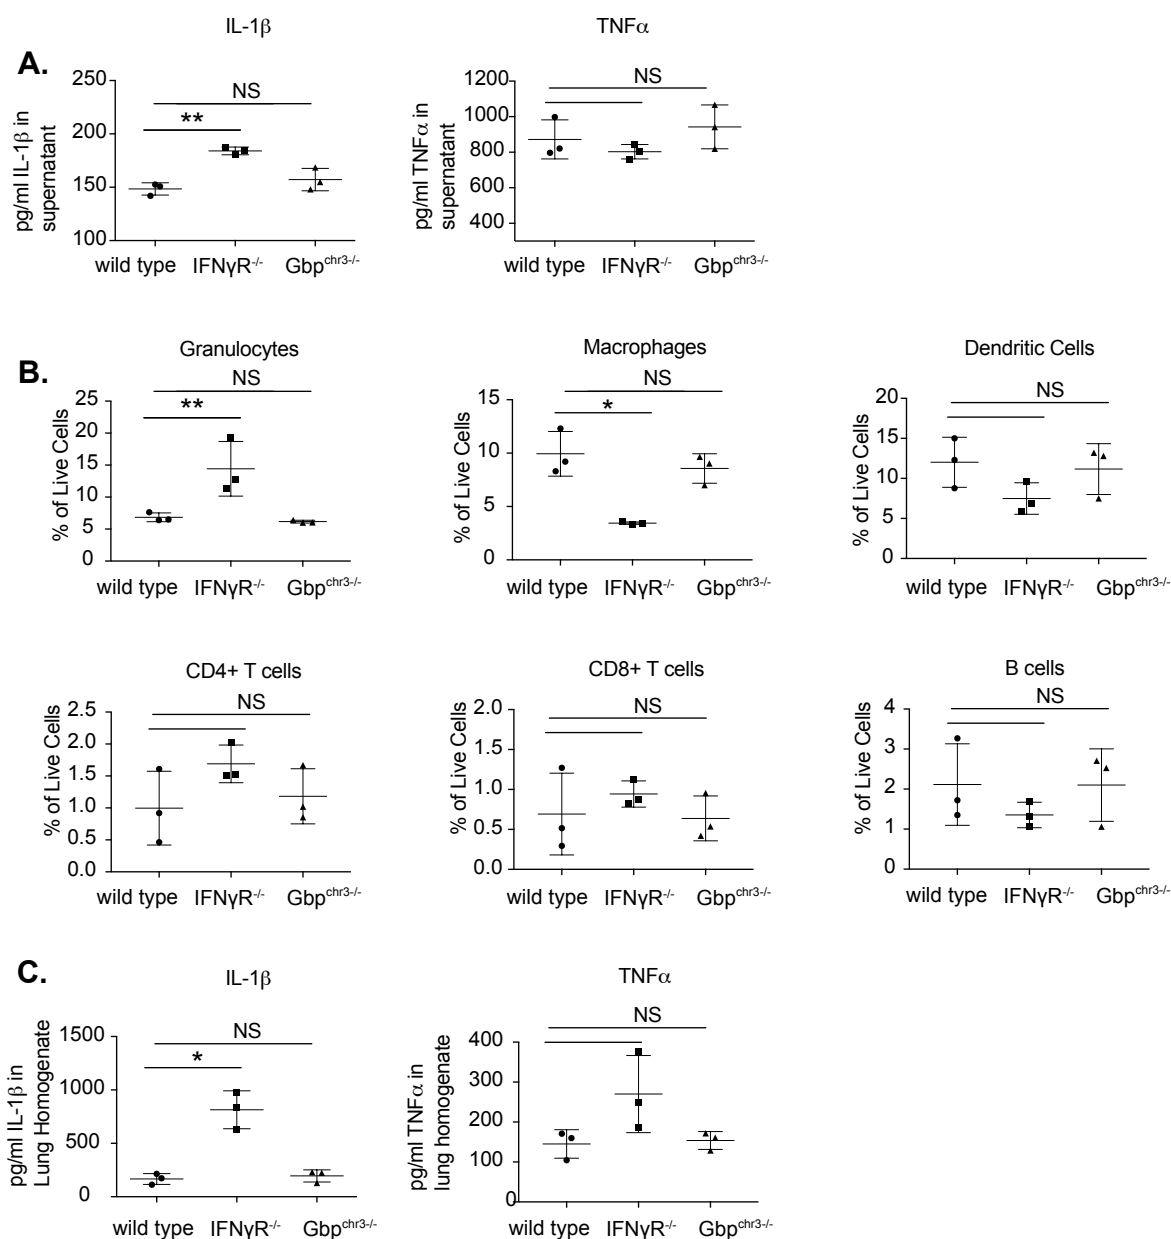 IL-1β
TNFα
A.
pg/ml IL-1β in
supernatant
250
200
150
100
NS
**
wild type
IFNγR-/-
Gbpchr3-/-
pg/ml TNFα in
supernatant
1200
1000
800
600
400
NS
wild type
IFNγR-/-
Gbpchr3-/-
B.
Granulocytes
NS
**
% of Live Cells
25
20
15
10
5
0
wild type
IFNγR-/-
Gbpchr3-/-
Macrophages
NS
*
% of Live Cells
15
10
5
0
wild type
IFNγR-/-
Gbpchr3-/-
Dendritic Cells
NS
% of Live Cells
20
15
10
5
0
wild type
IFNγR-/-
Gbpchr3-/-
CD4+ T cells
NS
% of Live Cells
2.5
2.0
1.5
1.0
0.5
0.0
wild type
IFNγR-/-
Gbpchr3-/-
CD8+ T cells
NS
% of Live Cells
2.0
1.5
1.0
0.5
0.0
wild type
IFNγR-/-
Gbpchr3-/-
B cells
NS
% of Live Cells
4
3
2
1
0
wild type
IFNγR-/-
Gbpchr3-/-
C.
IL-1β
NS
*
pg/ml IL-1β in
Lung Homogenate
1500
1000
500
0
wild type
IFNγR-/-
Gbpchr3-/-
TNFα
NS
pg/ml TNFα in
lung homogenate
400
300
200
100
0
wild type
IFNγR-/-
Gbpchr3-/-